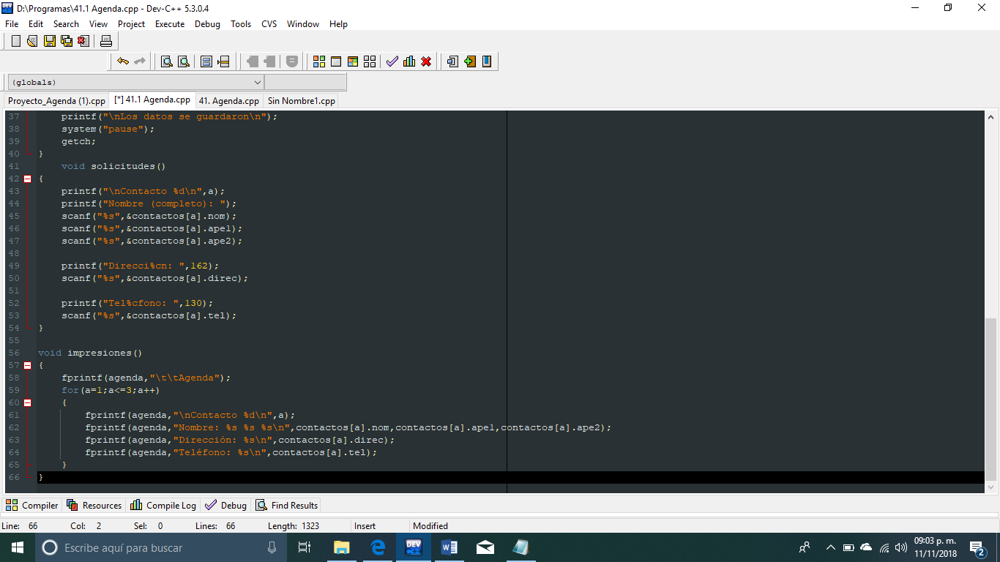 D:\Programas\41.1 Agenda.cpp - Dev-C++ 5.3.0.4
File Edit Search View Project Execute Debug Tools CVS Window Help
(globals)
Proyecto_Agenda (1).cpp [*] 41.1 Agenda.cpp 41. Agenda.cpp Sin Nombre1.cpp
37 printf("\nLos datos se guardaron\n");
38 system("pause");
39 getch;
40 }
41 void solicitudes()
42 {
43 printf("\nContacto %d\n",a);
44 printf("Nombre (completo): ");
45 scanf("%s",&contactos[a].nom);
46 scanf("%s",&contactos[a].ape1);
47 scanf("%s",&contactos[a].ape2);
48
49 printf("Direcci%cn: ",162);
50 scanf("%s",&contactos[a].direc);
51
52 printf("Tel%cfono: ",130);
53 scanf("%s",&contactos[a].tel);
54 }
55
56 void impresiones()
57 {
58 fprintf(agenda,"\t\tAgenda");
59 for(a=1;a<=3;a++)
60 {
61 fprintf(agenda,"\nContacto %d\n",a);
62 fprintf(agenda,"Nombre: %s %s %s\n",contactos[a].nom,contactos[a].ape1,contactos[a].ape2);
63 fprintf(agenda,"Dirección: %s\n",contactos[a].direc);
64 fprintf(agenda,"Teléfono: %s\n",contactos[a].tel);
65 }
66 }
Compiler Resources Compile Log Debug Find Results
Line: 66 Col: 2 Sel: 0 Lines: 66 Length: 1323 Insert Modified
Escribe aquí para buscar
09:03 p. m.
11/11/2018
2